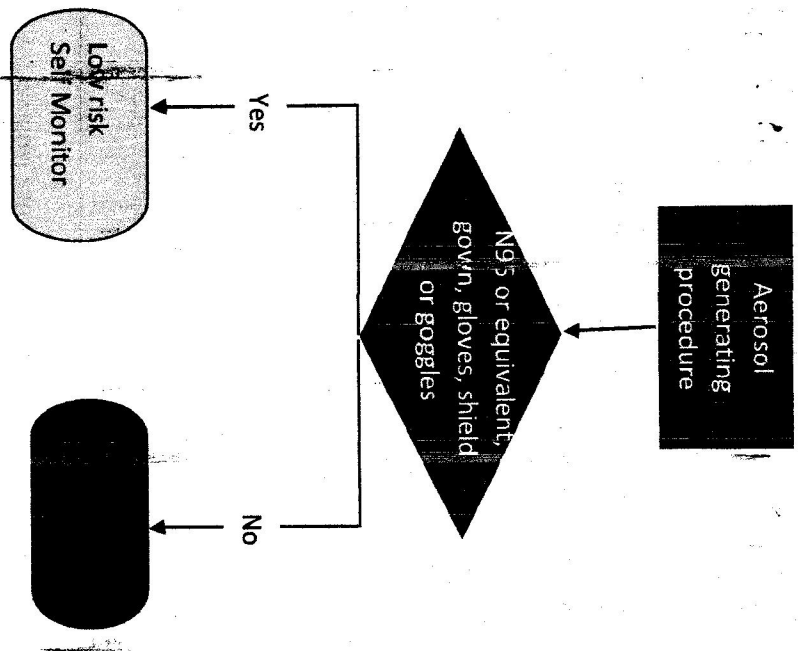 Aerosol
generating
procedure
N95 or equivalent,
gown, gloves, shield
or goggles
Yes
No
Low risk
Self Monitor